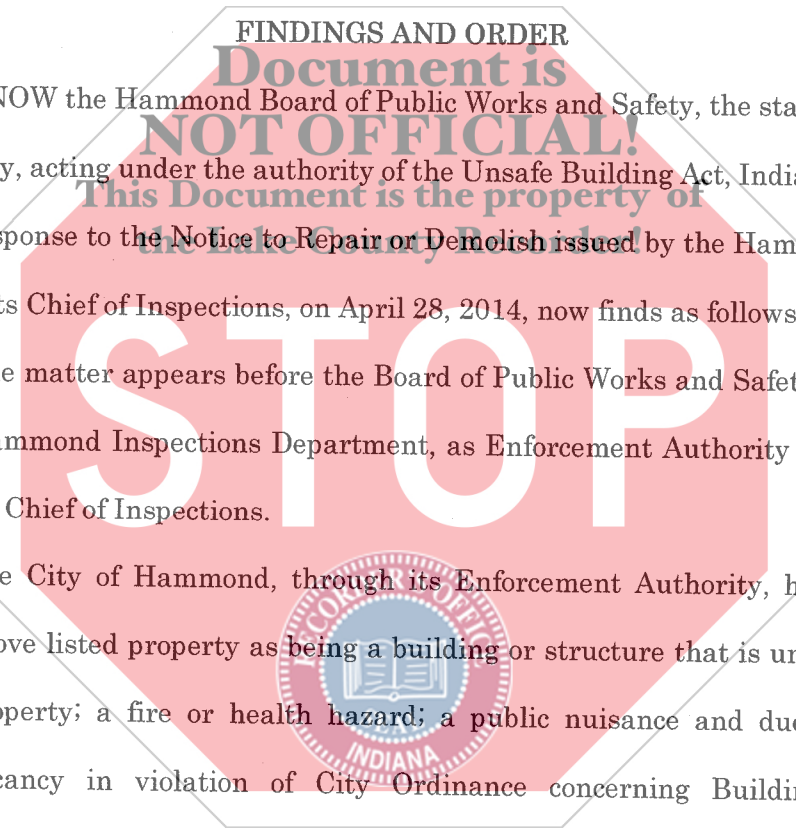 FINDINGS AND ORDER
Document is
NOW the Hammond Board of Public Works and Safety, the sta
NOT OFFICIAL!
y, acting under the authority of the Unsafe Building Act, India
This Document is the property of
sponse to the Notice to Repair or Demolish issued by the Ham
the Lake County Recorder!
ts Chief of Inspections, on April 28, 2014, now finds as follows
STOP
e matter appears before the Board of Public Works and Safet
ammond Inspections Department, as Enforcement Authority
Chief of Inspections.
e City of Hammond, through its Enforcement Authority, h
RECORDER'S OFFICE
ove listed property as being a building or structure that is un
operty; a fire or health hazard; a public nuisance and due
SEAL
INDIANA
cancy in violation of City Ordinance concerning Buildin